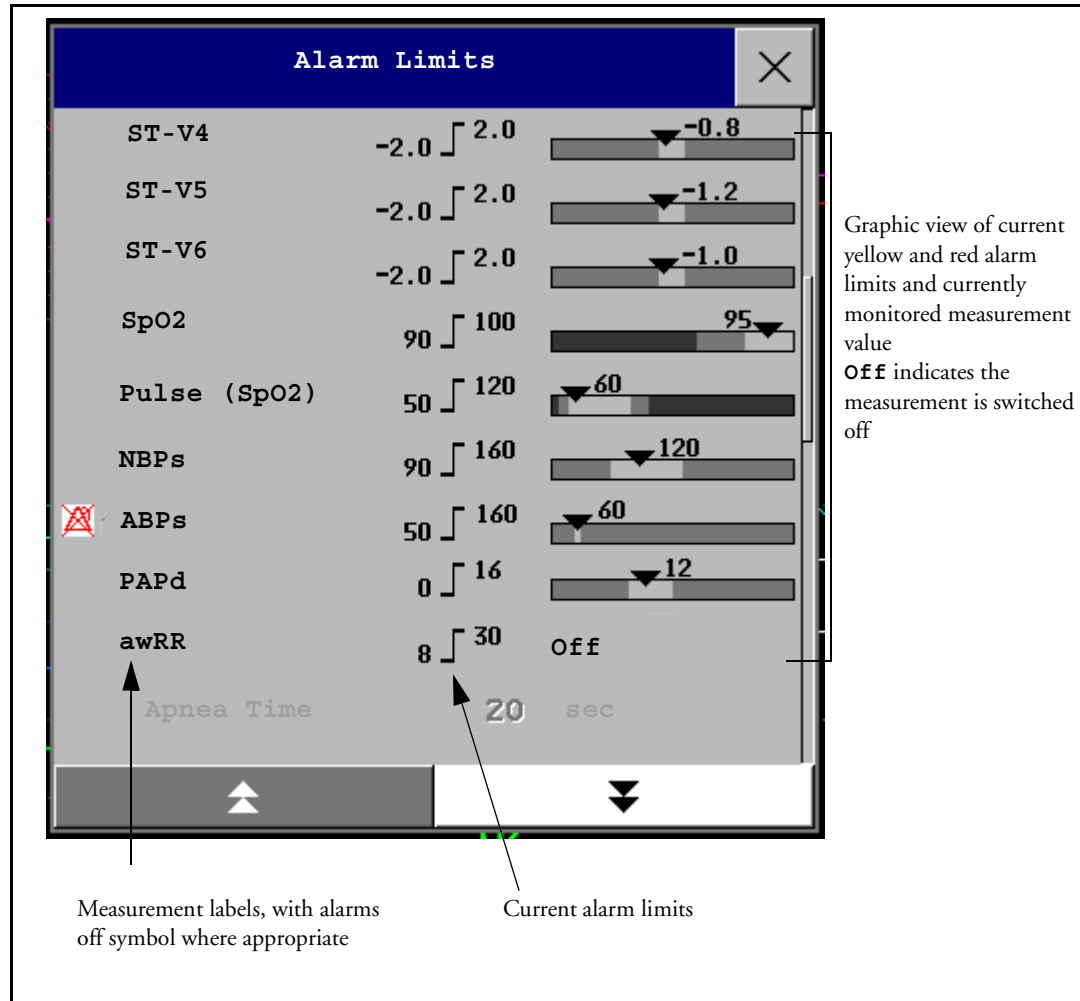 Alarm Limits
ST-V4 -2.0 2.0 -0.8
ST-V5 -2.0 2.0 -1.2
ST-V6 -2.0 2.0 -1.0
SpO2 90 100 95
Pulse (SpO2) 50 120 60
NBPs 90 160 120
ABPs 50 160 60
PAPd 0 16 12
awRR 8 30 Off
Apnea Time 20 sec
Graphic view of current
yellow and red alarm
limits and currently
monitored measurement
value
Off indicates the
measurement is switched
off
Measurement labels, with alarms
off symbol where appropriate
Current alarm limits